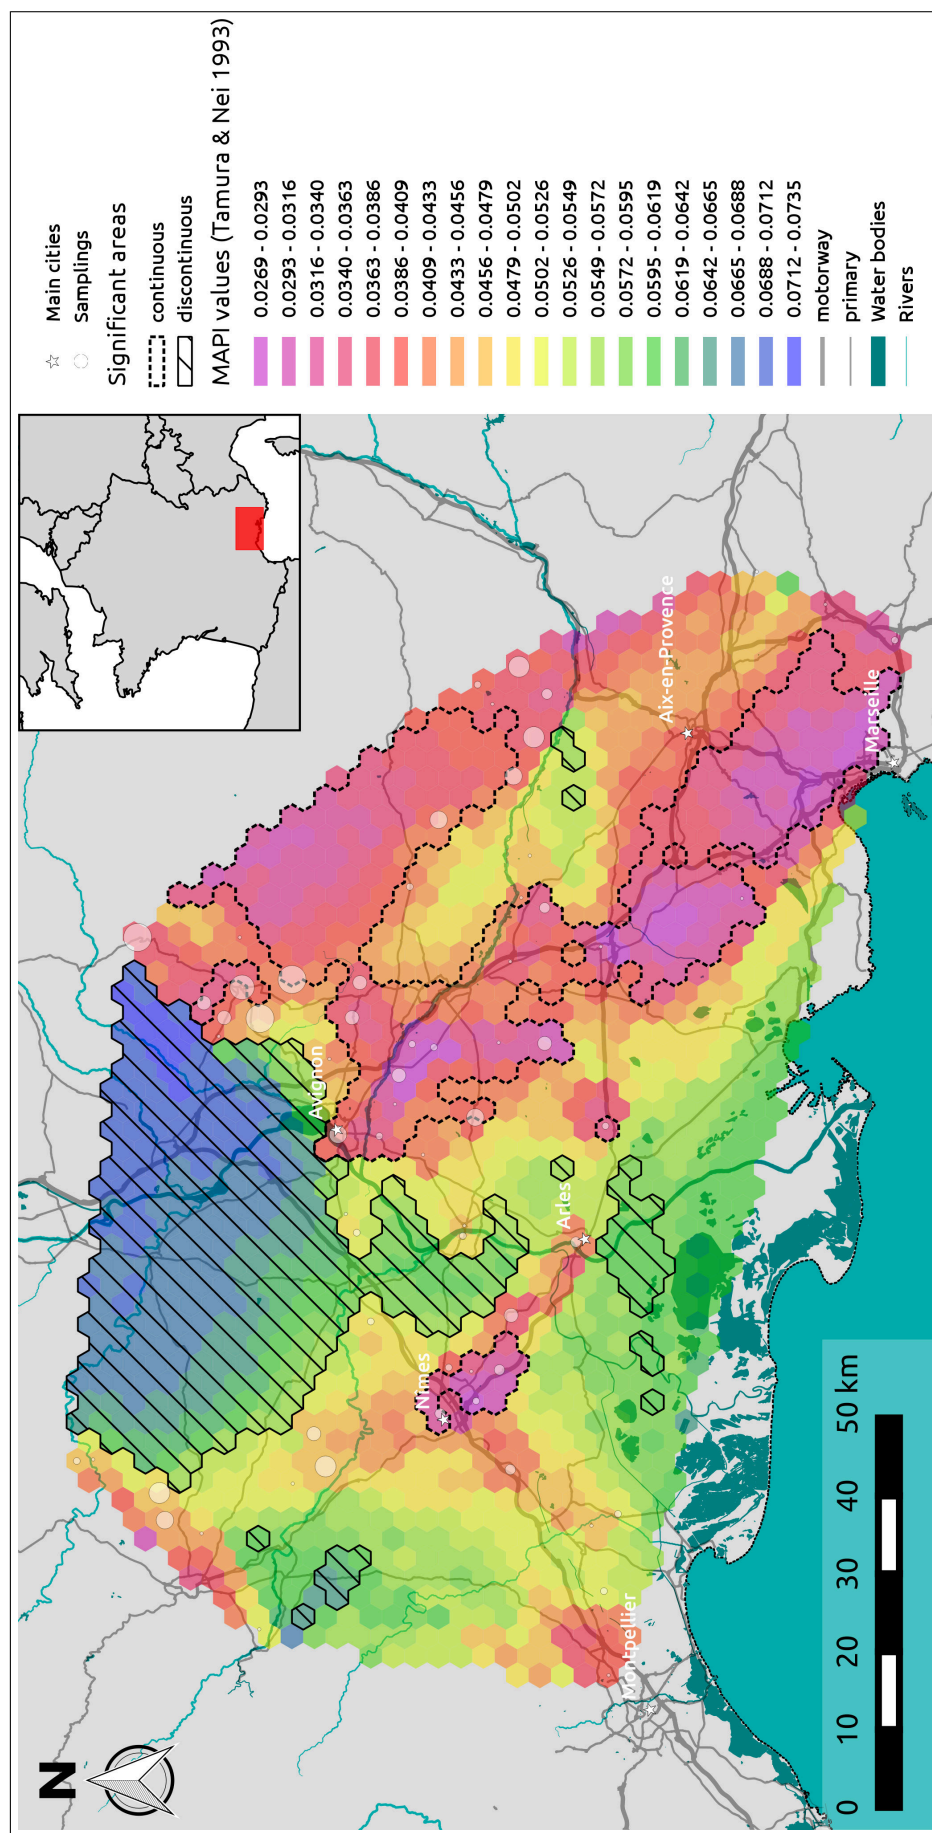 N
Main cities
Samplings
Significant areas
continuous
discontinuous
MAPI values (Tamura & Nei 1993)
0.0269 - 0.0293
0.0293 - 0.0316
0.0316 - 0.0340
0.0340 - 0.0363
0.0363 - 0.0386
0.0386 - 0.0409
0.0409 - 0.0433
0.0433 - 0.0456
0.0456 - 0.0479
0.0479 - 0.0502
0.0502 - 0.0526
0.0526 - 0.0549
0.0549 - 0.0572
0.0572 - 0.0595
0.0595 - 0.0619
0.0619 - 0.0642
0.0642 - 0.0665
0.0665 - 0.0688
0.0688 - 0.0712
0.0712 - 0.0735
motorway
primary
Water bodies
Rivers
Avignon
Nîmes
Arles
Aix-en-Provence
Montpellier
Marseille
0 10 20 30 40 50 km